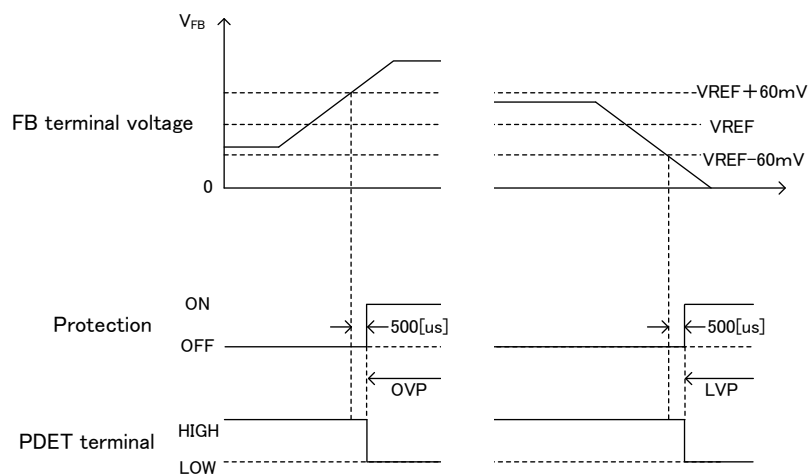 VFB
FB terminal voltage
VREF+60mV
VREF
VREF-60mV
0
Protection
ON
OFF
500[us]
500[us]
OVP
LVP
PDET terminal
HIGH
LOW